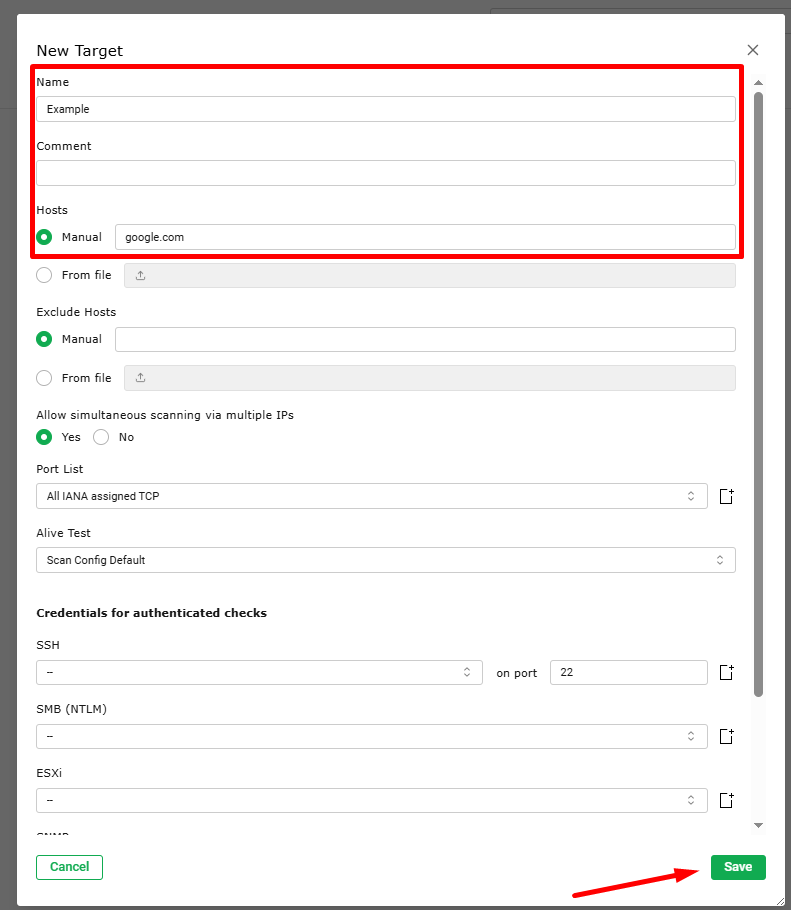 New Target
Name
Example
Comment
Hosts
Manual google.com
From file
Exclude Hosts
Manual
From file
Allow simultaneous scanning via multiple IPs
Yes No
Port List
All IANA assigned TCP
Alive Test
Scan Config Default
Credentials for authenticated checks
SSH
-- on port 22
SMB (NTLM)
--
ESXi
--
Cancel Save